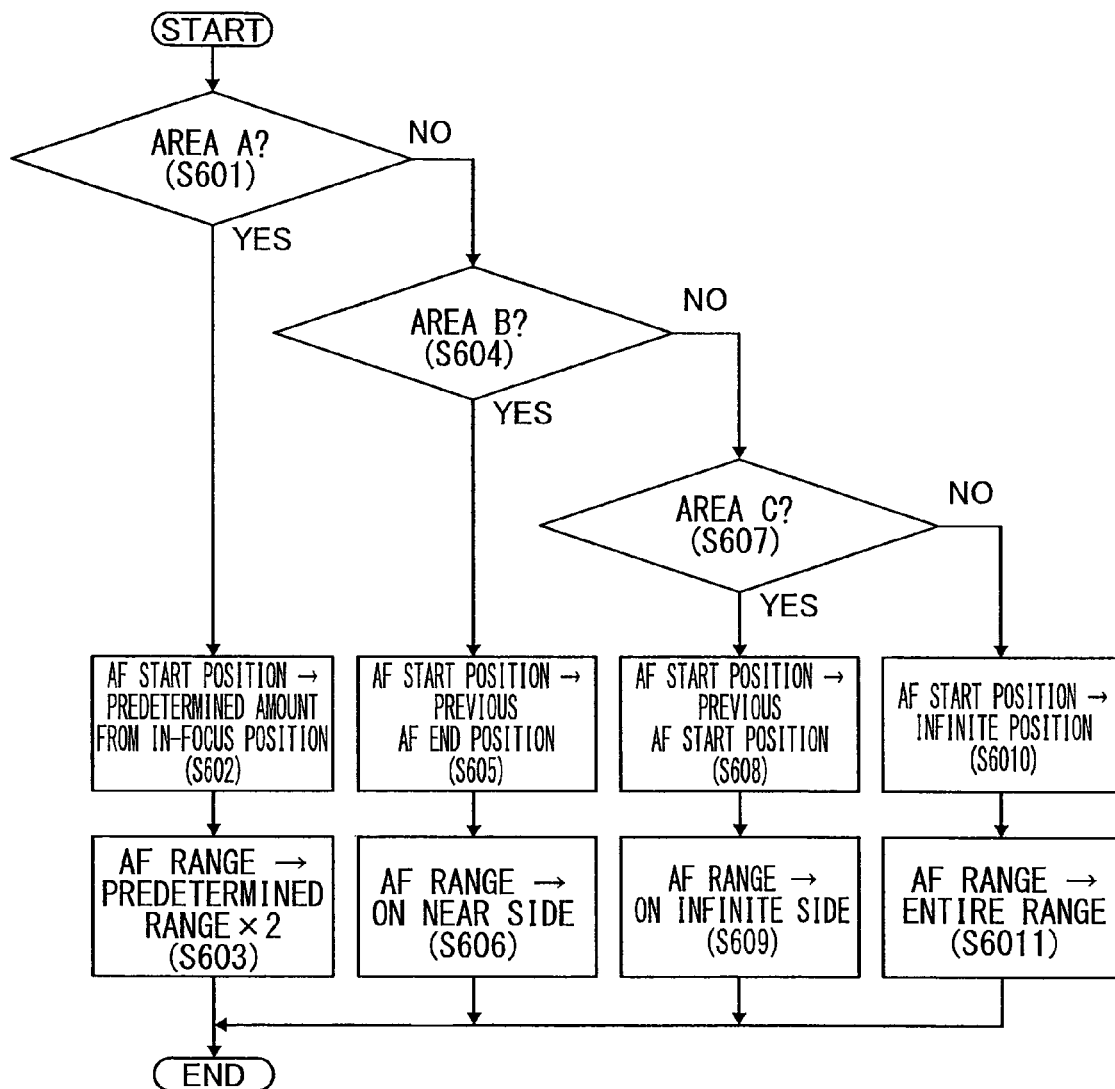 START
AREA A?
(S601)
NO
YES
AREA B?
(S604)
NO
YES
AREA C?
(S607)
NO
YES
AF START POSITION →
PREDETERMINED AMOUNT
FROM IN-FOCUS POSITION
(S602)
AF START POSITION →
PREVIOUS
AF END POSITION
(S605)
AF START POSITION →
PREVIOUS
AF START POSITION
(S608)
AF START POSITION →
INFINITE POSITION
(S6010)
AF RANGE →
PREDETERMINED
RANGE×2
(S603)
AF RANGE →
ON NEAR SIDE
(S606)
AF RANGE →
ON INFINITE SIDE
(S609)
AF RANGE →
ENTIRE RANGE
(S6011)
END